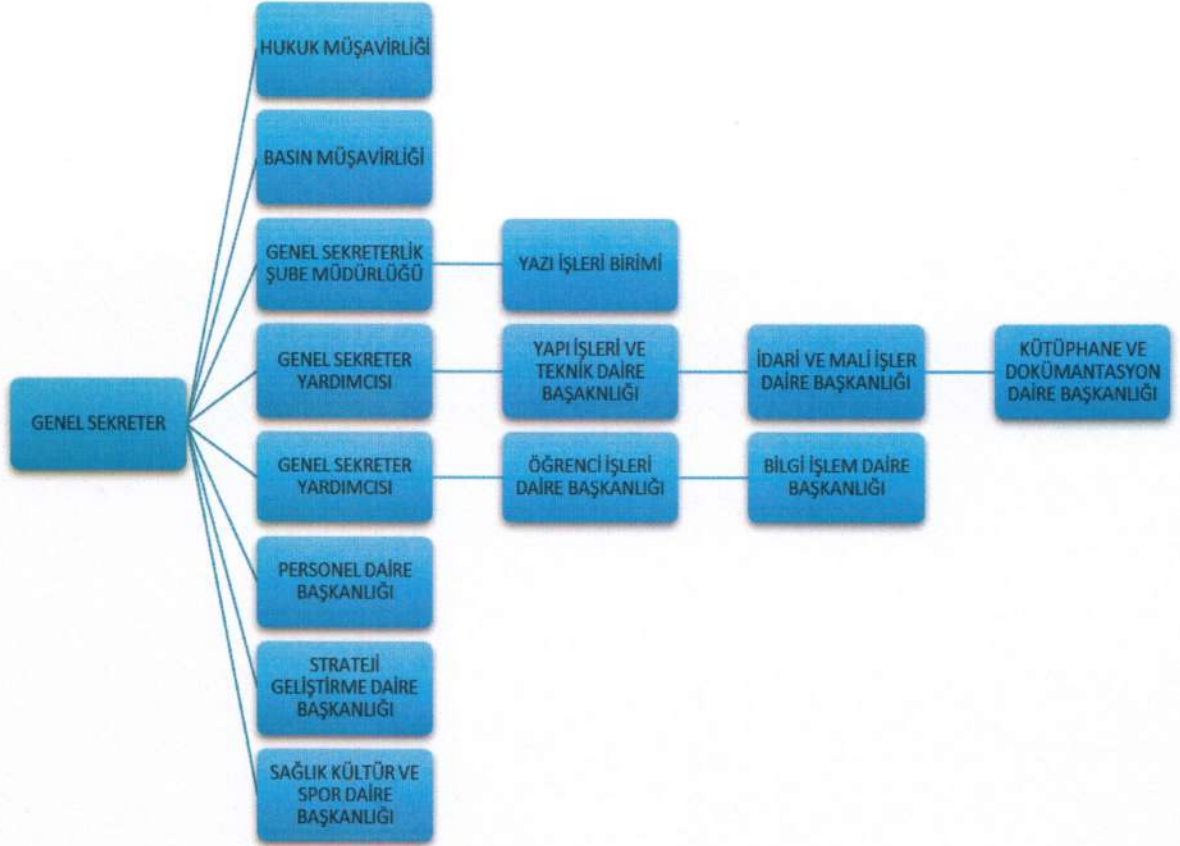 HUKUK MÜŞAVİRLİĞİ
BASIN MÜŞAVİRLİĞİ
GENEL SEKRETERLİK
ŞUBE MÜDÜRLÜĞÜ
YAZI İŞLERİ BİRİMİ
GENEL SEKRETER
YARDIMCISI
YAPI İŞLERİ VE
TEKNİK DAİRE
BAŞAKNLIĞI
İDARİ VE MALİ İŞLER
DAİRE BAŞKANLIĞI
KÜTÜPHANE VE
DOKÜMANTASYON
DAİRE BAŞKANLIĞI
GENEL SEKRETER
GENEL SEKRETER
YARDIMCISI
ÖĞRENCİ İŞLERİ
DAİRE BAŞKANLIĞI
BİLGİ İŞLEM DAİRE
BAŞKANLIĞI
PERSONEL DAİRE
BAŞKANLIĞI
STRATEJİ
GELİŞTİRME DAİRE
BAŞKANLIĞI
SAĞLIK KÜLTÜR VE
SPOR DAİRE
BAŞKANLIĞI